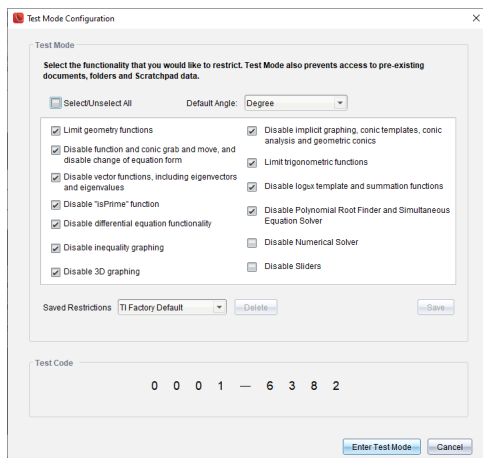 Test Mode Configuration
Test Mode
Select the functionality that you would like to restrict. Test Mode also prevents access to pre-existing
documents, folders and Scratchpad data.
Select/Unselect All
Default Angle: Degree
Limit geometry functions
Disable function and conic grab and move, and
disable change of equation form
Disable vector functions, including eigenvectors
and eigenvalues
Disable "isPrime" function
Disable differential equation functionality
Disable inequality graphing
Disable 3D graphing
Disable implicit graphing, conic templates, conic
analysis and geometric conics
Limit trigonometric functions
Disable logbx template and summation functions
Disable Polynomial Root Finder and Simultaneous
Equation Solver
Disable Numerical Solver
Disable Sliders
Saved Restrictions TI Factory Default Delete Save
Test Code
0 0 0 1 — 6 3 8 2
Enter Test Mode Cancel